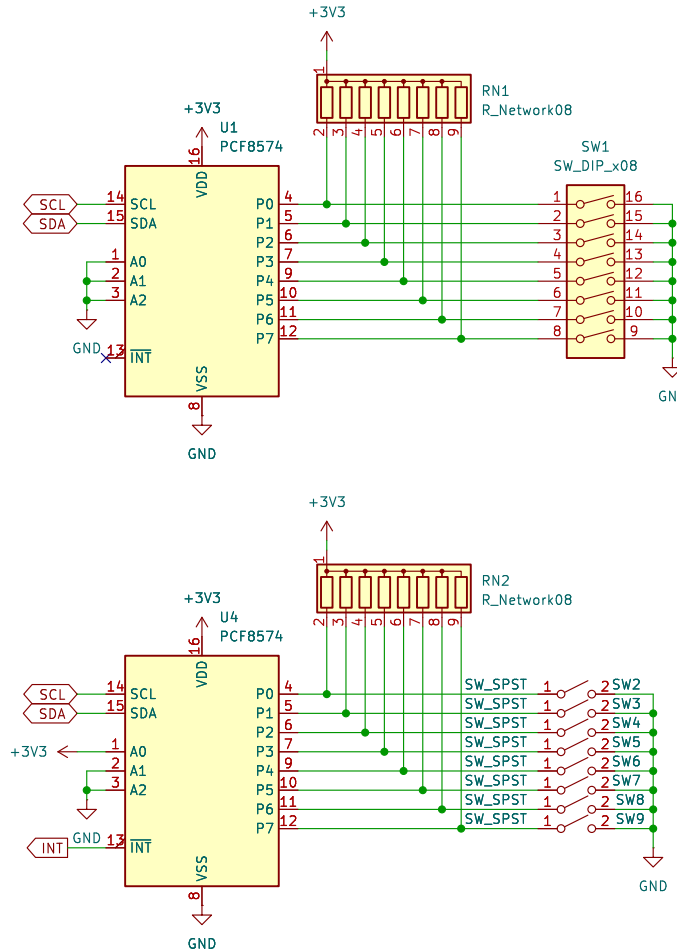 +3V3
1
RN1
R_Network08
2 3 4 5 6 7 8 9
+3V3
U1
PCF8574
16
VDD
SW1
SW_DIP_x08
SCL 14 SCL P0 4 1 16
SDA 15 SDA P1 5 2 15
P2 6 3 14
1 A0 P3 7 4 13
2 A1 P4 9 5 12
3 A2 P5 10 6 11
P6 11 7 10
GND P7 12 8 9
13 INT
VSS
8
GND
GN
+3V3
1
RN2
R_Network08
2 3 4 5 6 7 8 9
+3V3
U4
PCF8574
16
VDD
SCL 14 SCL P0 4 SW_SPST 1 2 SW2
SDA 15 SDA P1 5 SW_SPST 1 2 SW3
P2 6 SW_SPST 1 2 SW4
+3V3 1 A0 P3 7 SW_SPST 1 2 SW5
2 A1 P4 9 SW_SPST 1 2 SW6
3 A2 P5 10 SW_SPST 1 2 SW7
P6 11 SW_SPST 1 2 SW8
GND P7 12 SW_SPST 1 2 SW9
INT 13 INT
VSS
8
GND
GND